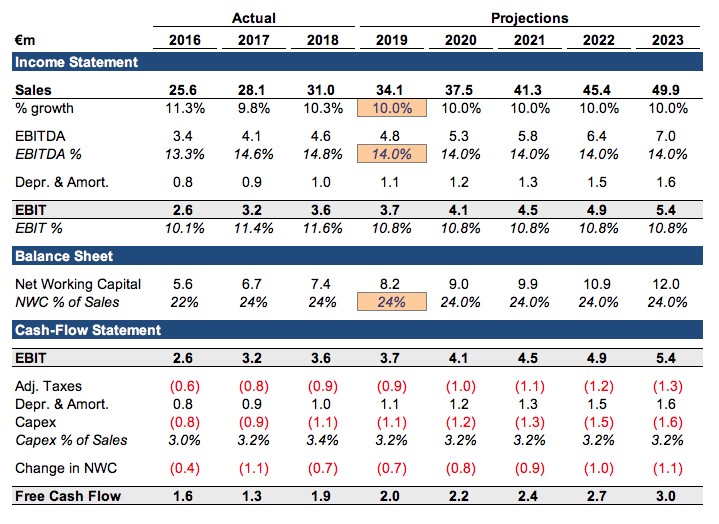 Actual Projections
€m 2016 2017 2018 2019 2020 2021 2022 2023
Income Statement
Sales 25.6 28.1 31.0 34.1 37.5 41.3 45.4 49.9
% growth 11.3% 9.8% 10.3% 10.0% 10.0% 10.0% 10.0% 10.0%
EBITDA 3.4 4.1 4.6 4.8 5.3 5.8 6.4 7.0
EBITDA % 13.3% 14.6% 14.8% 14.0% 14.0% 14.0% 14.0% 14.0%
Depr. & Amort. 0.8 0.9 1.0 1.1 1.2 1.3 1.5 1.6
EBIT 2.6 3.2 3.6 3.7 4.1 4.5 4.9 5.4
EBIT % 10.1% 11.4% 11.6% 10.8% 10.8% 10.8% 10.8% 10.8%
Balance Sheet
Net Working Capital 5.6 6.7 7.4 8.2 9.0 9.9 10.9 12.0
NWC % of Sales 22% 24% 24% 24% 24.0% 24.0% 24.0% 24.0%
Cash-Flow Statement
EBIT 2.6 3.2 3.6 3.7 4.1 4.5 4.9 5.4
Adj. Taxes (0.6) (0.8) (0.9) (0.9) (1.0) (1.1) (1.2) (1.3)
Depr. & Amort. 0.8 0.9 1.0 1.1 1.2 1.3 1.5 1.6
Capex (0.8) (0.9) (1.1) (1.1) (1.2) (1.3) (1.5) (1.6)
Capex % of Sales 3.0% 3.2% 3.4% 3.2% 3.2% 3.2% 3.2% 3.2%
Change in NWC (0.4) (1.1) (0.7) (0.7) (0.8) (0.9) (1.0) (1.1)
Free Cash Flow 1.6 1.3 1.9 2.0 2.2 2.4 2.7 3.0